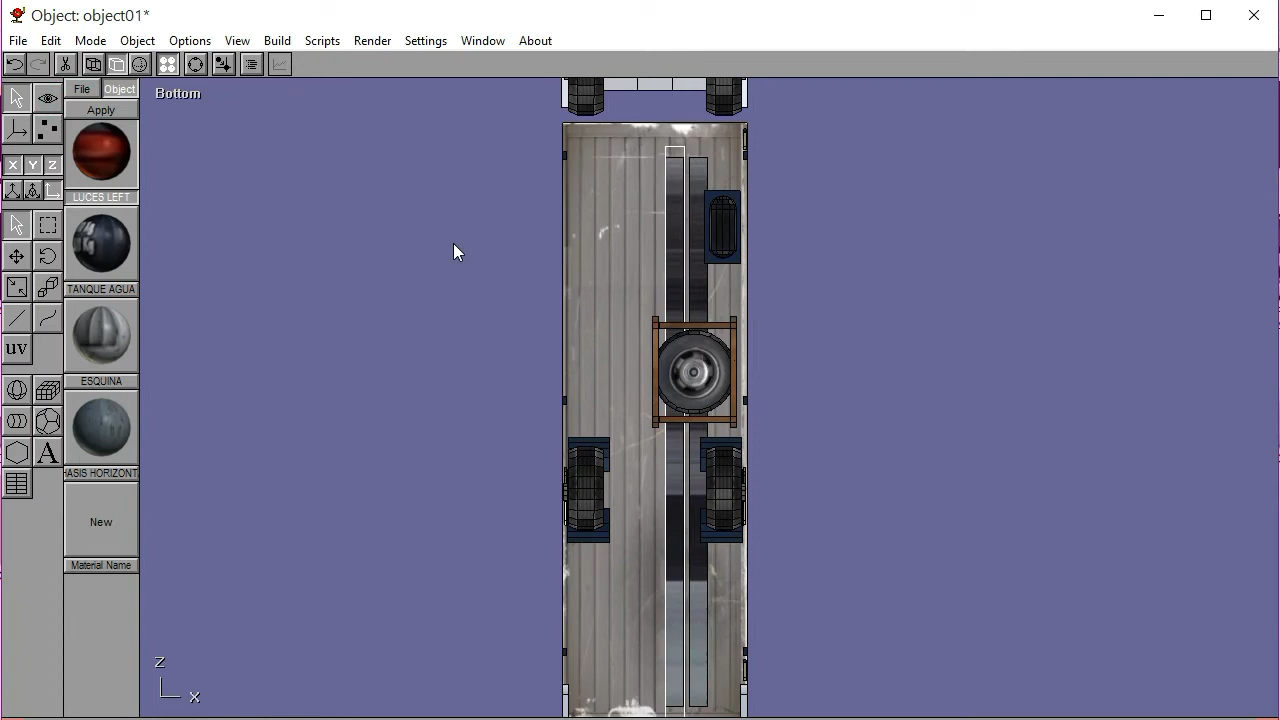 Object: object01*
File Edit Mode Object Options View Build Scripts Render Settings Window About
File Object
Apply
Bottom
X Y Z
LUCES LEFT
TANQUE AGUA
uv
ESQUINA
A
HASIS HORIZONT.
New
Material Name
Z
X